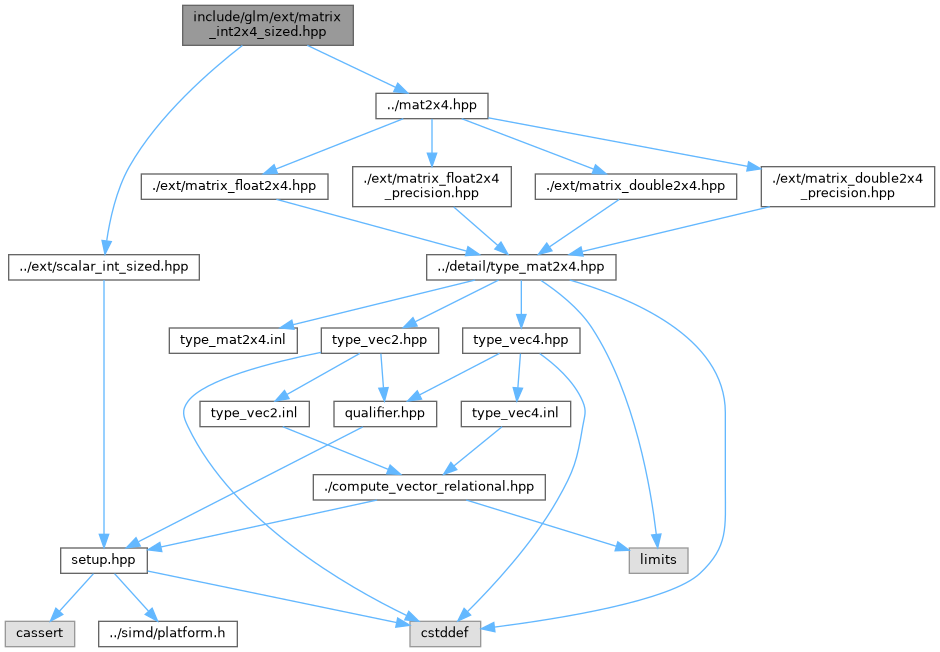 include/glm/ext/matrix
_int2x4_sized.hpp
../mat2x4.hpp
./ext/matrix_float2x4.hpp
./ext/matrix_float2x4
_precision.hpp
./ext/matrix_double2x4.hpp
./ext/matrix_double2x4
_precision.hpp
../ext/scalar_int_sized.hpp
../detail/type_mat2x4.hpp
type_mat2x4.inl
type_vec2.hpp
type_vec4.hpp
type_vec2.inl
qualifier.hpp
type_vec4.inl
./compute_vector_relational.hpp
setup.hpp
limits
cassert
../simd/platform.h
cstddef